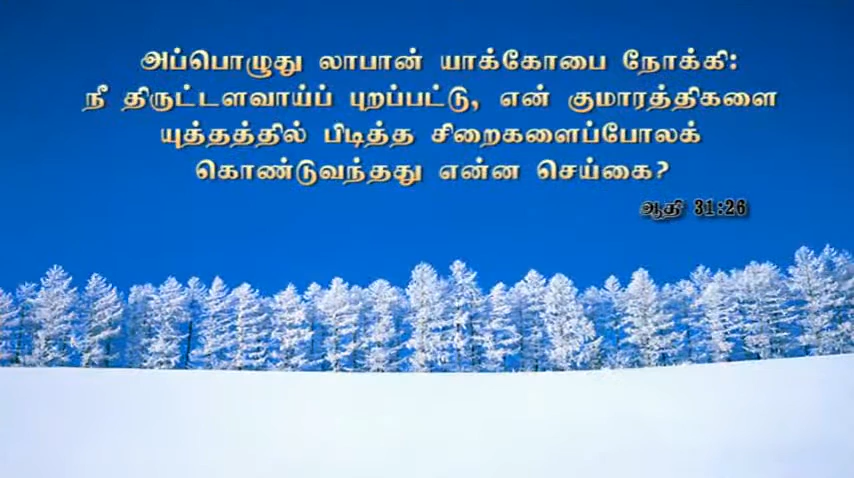 அப்பொழுது லாபான் யாக்கோபை நோக்கி:
நீ திருட்டளவாய்ப் புறப்பட்டு, என் குமாரத்திகளை
யுத்தத்தில் பிடித்த சிறைகளைப்போலக்
கொண்டுவந்தது என்ன செய்கை?
ஆதி 31:26